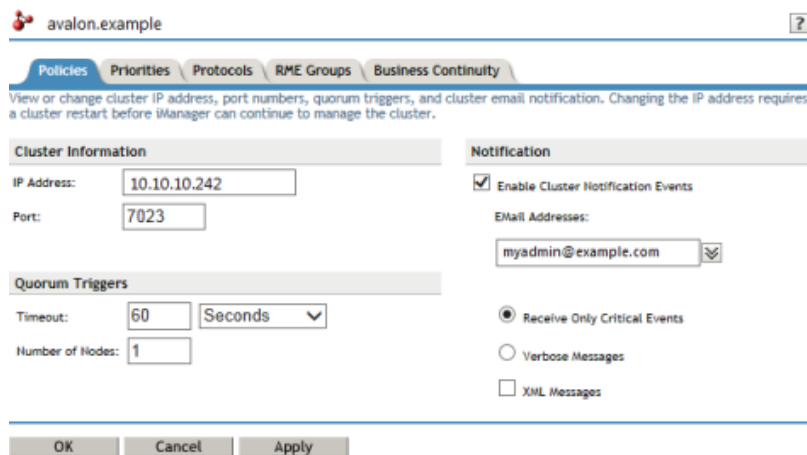 avalon.example
?
Policies Priorities Protocols RME Groups Business Continuity
View or change cluster IP address, port numbers, quorum triggers, and cluster email notification. Changing the IP address requires
a cluster restart before iManager can continue to manage the cluster.
Cluster Information
IP Address: 10.10.10.242
Port: 7023
Quorum Triggers
Timeout: 60 Seconds
Number of Nodes: 1
Notification
Enable Cluster Notification Events
EMail Addresses:
myadmin@example.com
Receive Only Critical Events
Verbose Messages
XML Messages
OK Cancel Apply